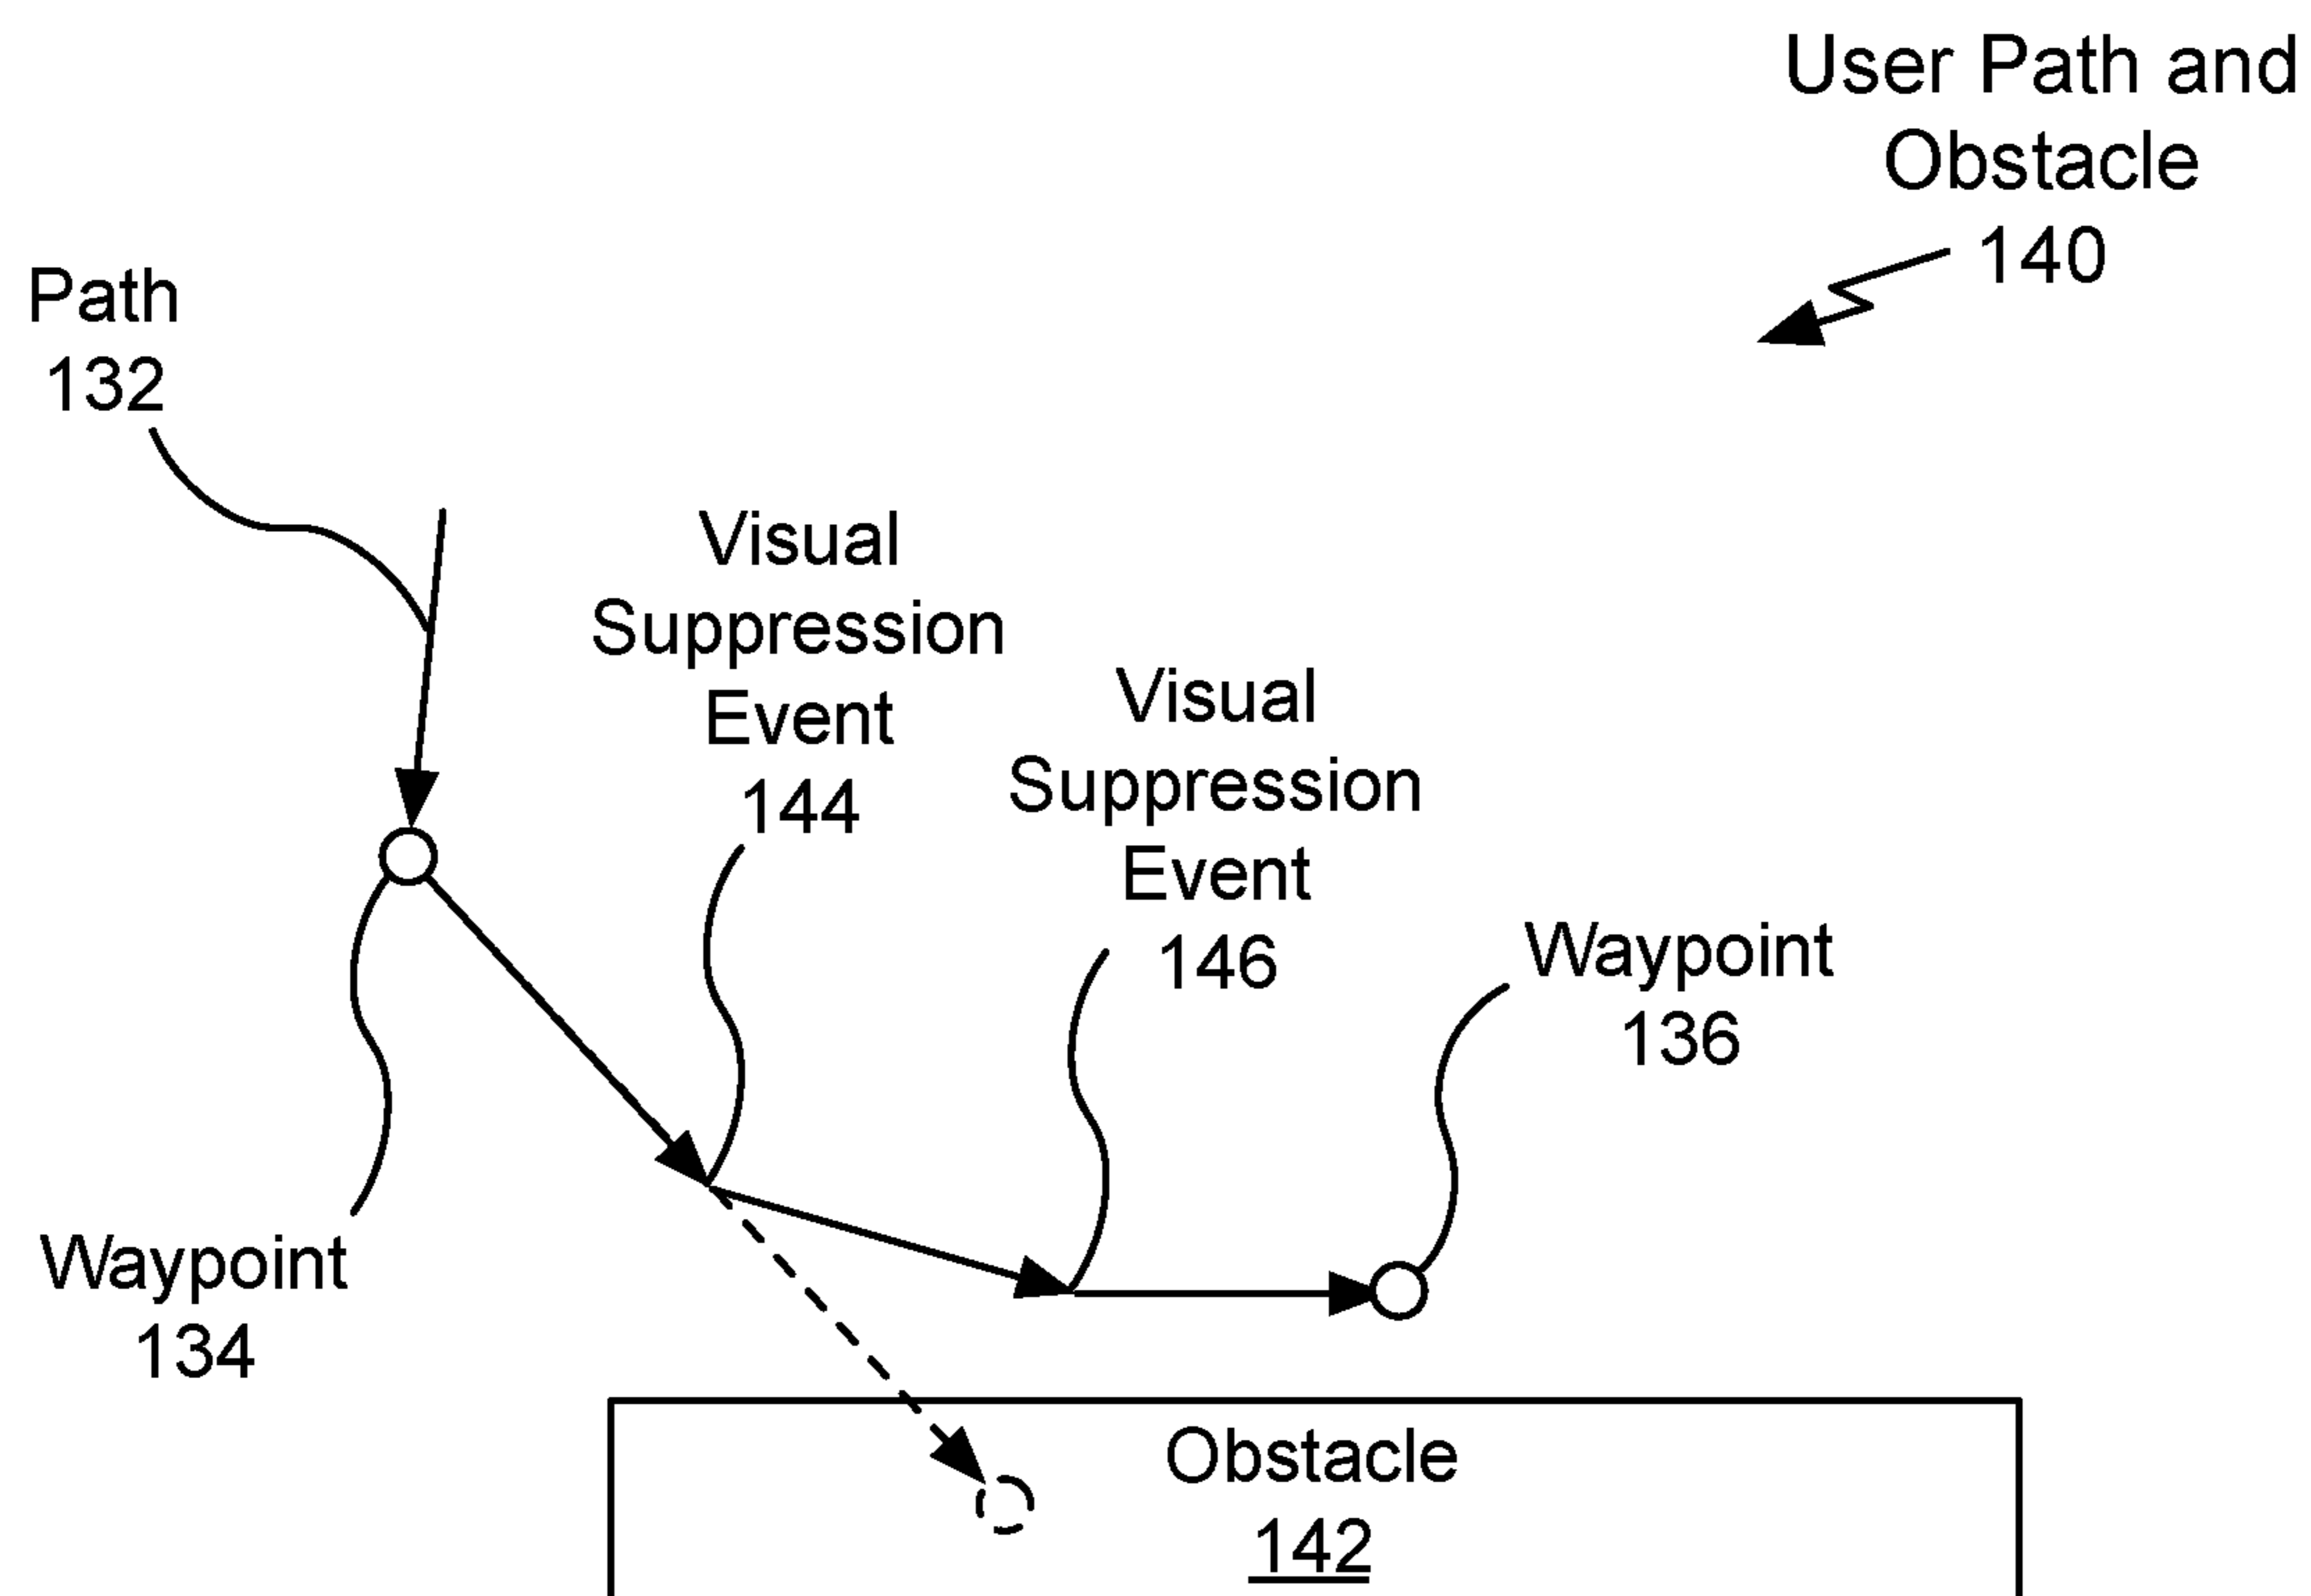 User Path and
Obstacle
140
Path
132
Visual
Suppression
Event
144
Visual
Suppression
Event
146
Waypoint
136
Waypoint
134
Obstacle
142